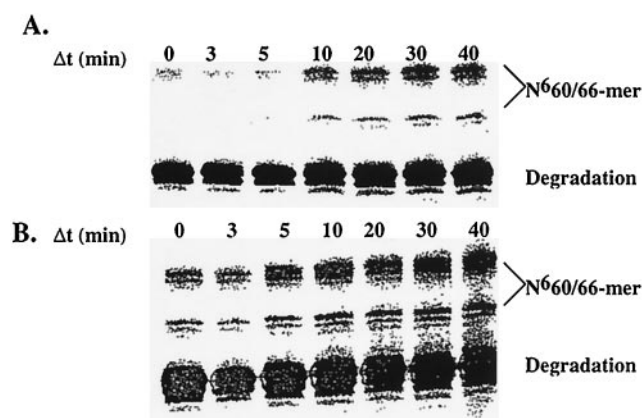 A.
Δt (min) 0 3 5 10 20 30 40
N⁶60/66-mer
Degradation
B. Δt (min) 0 3 5 10 20 30 40
N⁶60/66-mer
Degradation